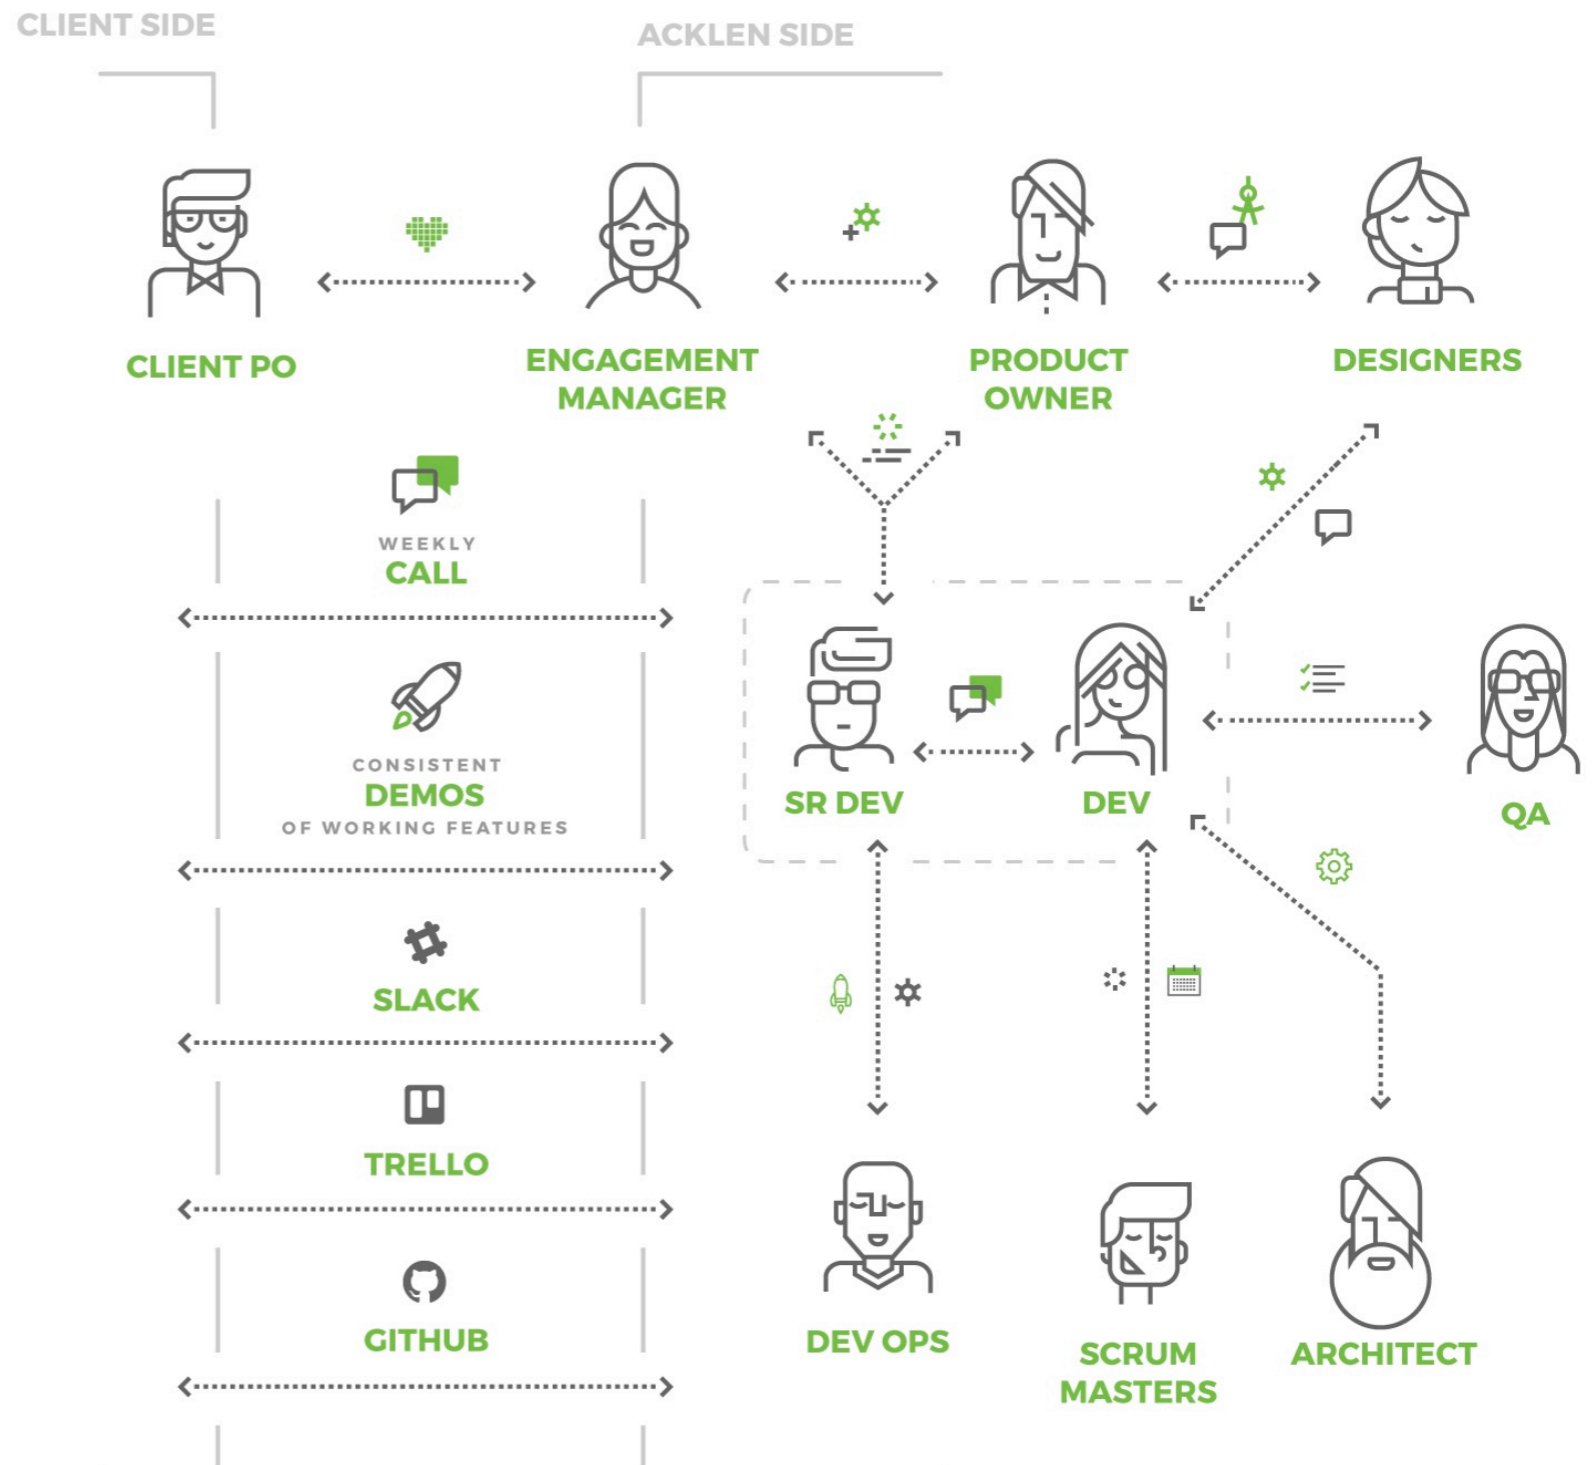 CLIENT SIDE
ACKLEN SIDE
CLIENT PO
ENGAGEMENT
MANAGER
PRODUCT
OWNER
DESIGNERS
WEEKLY
CALL
CONSISTENT
DEMOS
OF WORKING FEATURES
SLACK
TRELLO
GITHUB
SR DEV
DEV
QA
DEV OPS
SCRUM
MASTERS
ARCHITECT